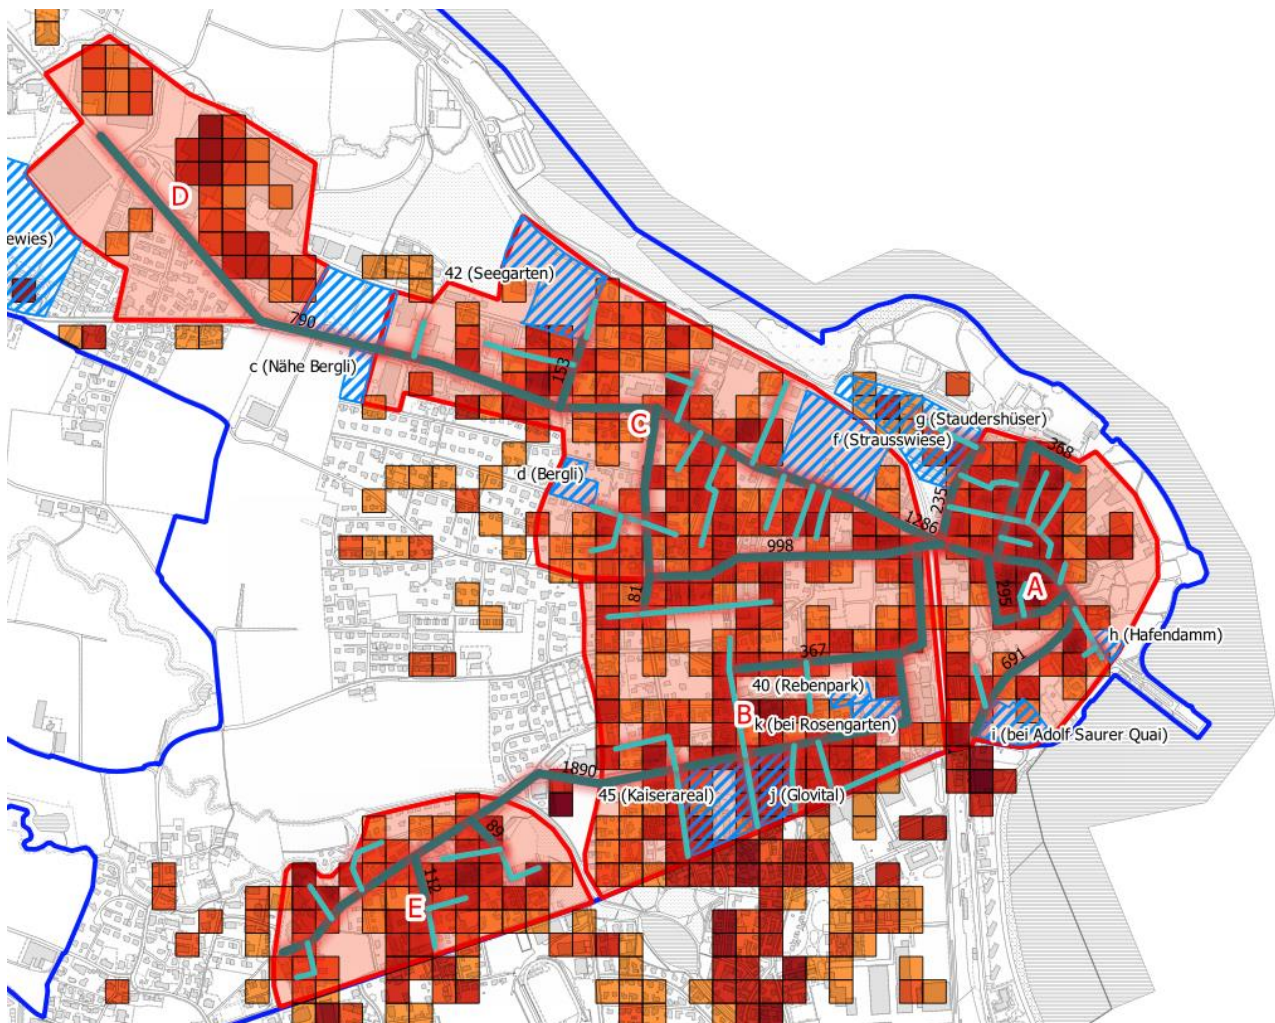 D
ewies)
42 (Seegarten)
790
c (Nähe Bergli)
153
g (Staudershüser)
C
f (Strausswiese)
368
d (Bergli)
235
1286
998
A
995
81
h (Hafendamm)
367
691
40 (Rebenpark)
B
k (bei Rosengarten)
i (bei Adolf Saurer Quai)
1890
45 (Kaiserareal)
j (Glovital)
89
112
E